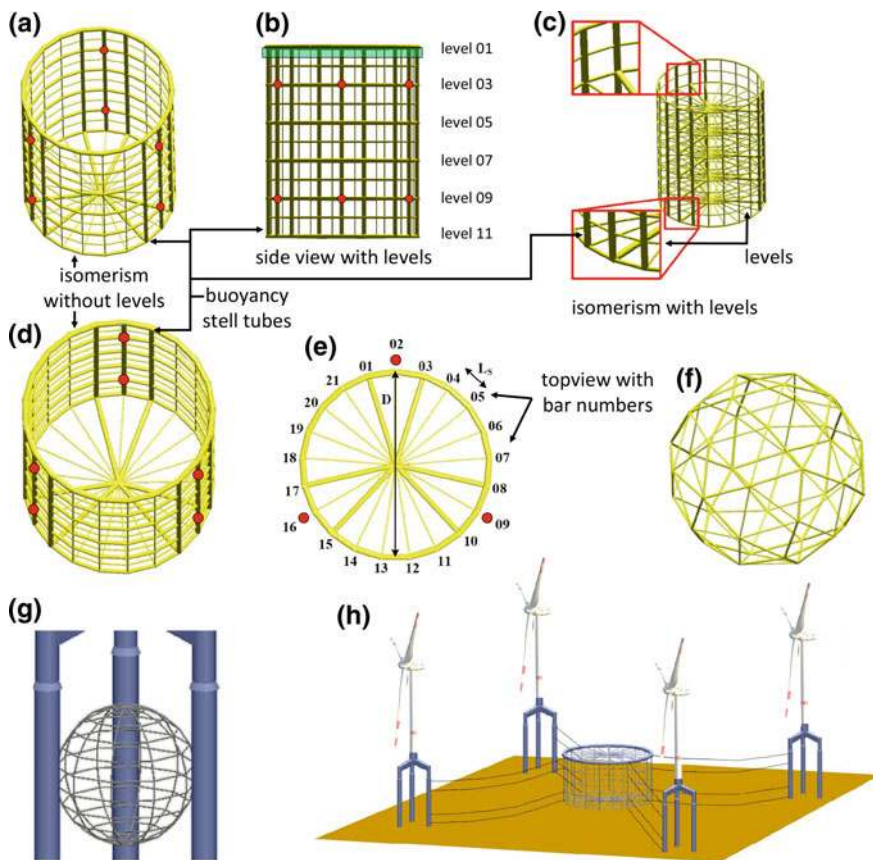 (a)
(b)
level 01
level 03
level 05
level 07
level 09
level 11
side view with levels
(c)
levels
isomerism with levels
isomerism
without levels
buoyancy
stell tubes
(d)
(e)
02
01
03
21
04
L5
05
20
D
topview with
bar numbers
19
06
18
07
17
08
16
09
15
10
14
13
12
11
(f)
(g)
(h)